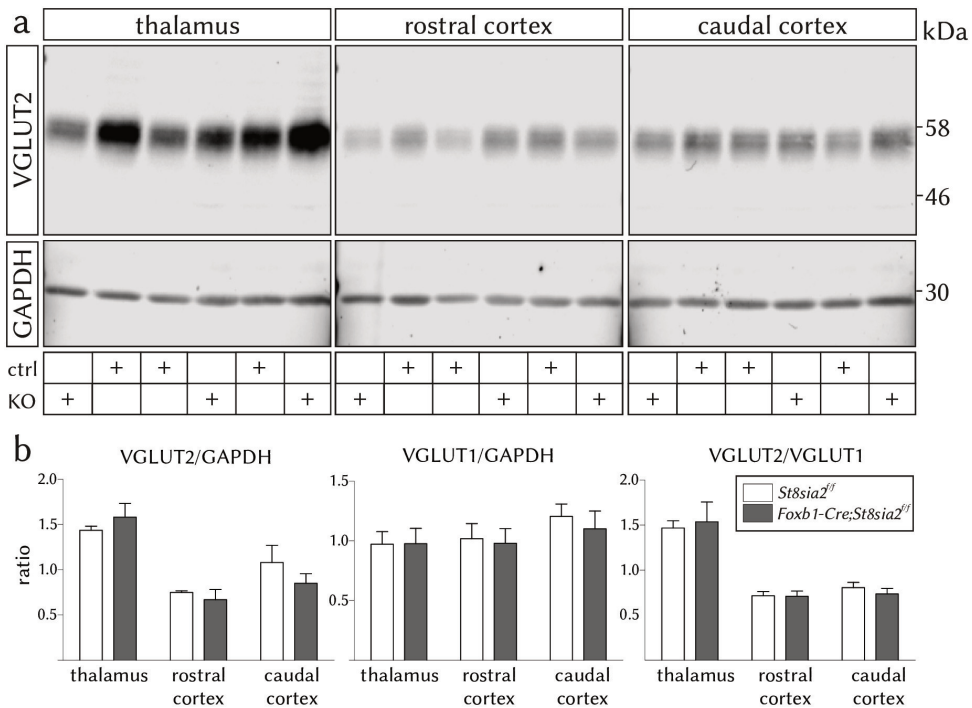 a
thalamus
rostral cortex
caudal cortex
kDa
VGLUT2
58
46
GAPDH
30
ctrl + + + + + + + + +
KO + + + + + + + + +
b
VGLUT2/GAPDH
VGLUT1/GAPDH
VGLUT2/VGLUT1
St8sia2f/f
Foxb1-Cre;St8sia2f/f
ratio
2.0
1.5
1.0
0.5
thalamus
rostral
cortex
caudal
cortex
1.5
1.0
0.5
thalamus
rostral
cortex
caudal
cortex
2.0
1.5
1.0
0.5
thalamus
rostral
cortex
caudal
cortex